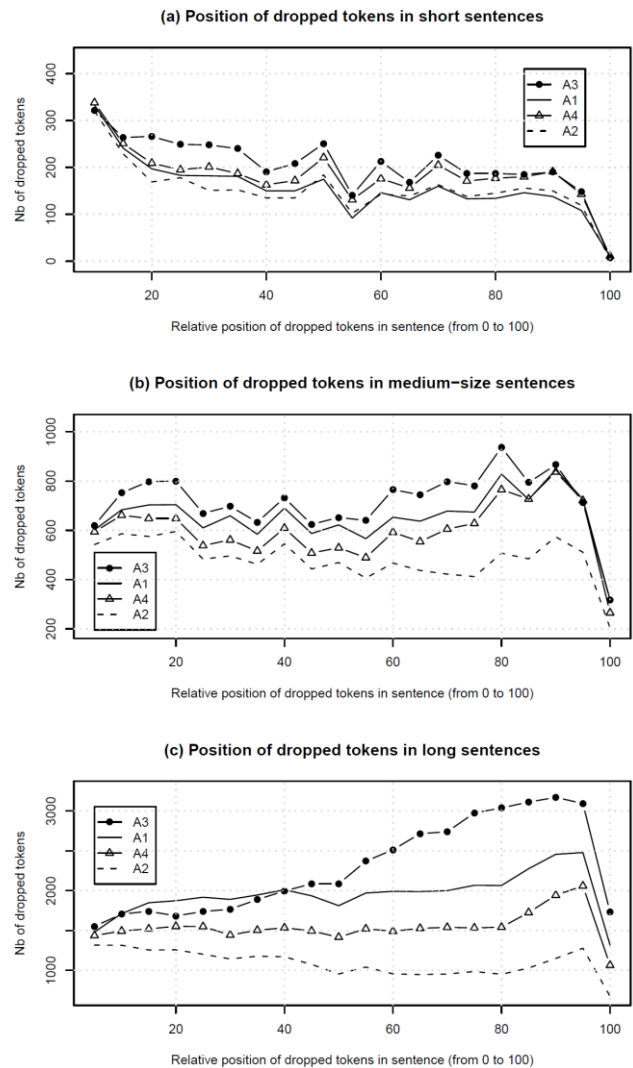 (a) Position of dropped tokens in short sentences
400
300
200
100
0
Nb of dropped tokens
A3
A1
A4
A2
20 40 60 80 100
Relative position of dropped tokens in sentence (from 0 to 100)
(b) Position of dropped tokens in medium−size sentences
1000
800
600
400
200
Nb of dropped tokens
A3
A1
A4
A2
20 40 60 80 100
Relative position of dropped tokens in sentence (from 0 to 100)
(c) Position of dropped tokens in long sentences
3000
2000
1000
Nb of dropped tokens
A3
A1
A4
A2
20 40 60 80 100
Relative position of dropped tokens in sentence (from 0 to 100)